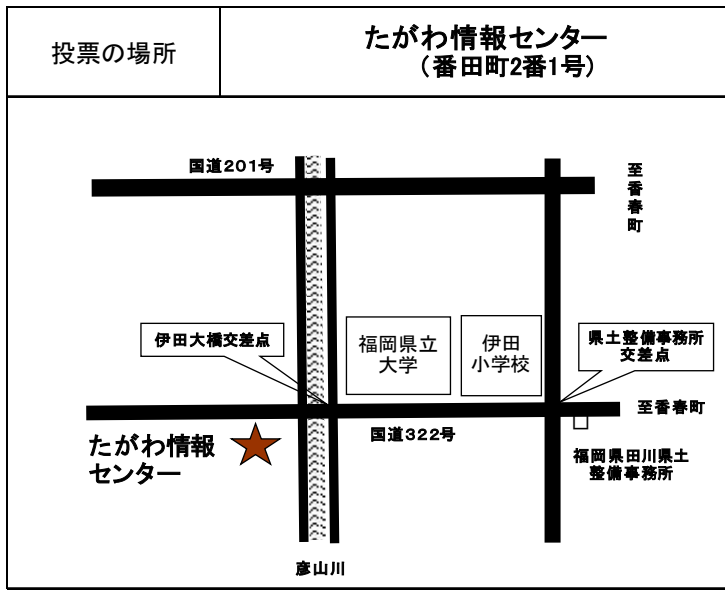 投票の場所
たがわ情報センター
（番田町2番1号）
国道201号
至香春町
伊田大橋交差点
福岡県立
大学
伊田
小学校
県土整備事務所
交差点
至香春町
国道322号
たがわ情報
センター
福岡県田川県土
整備事務所
彦山川